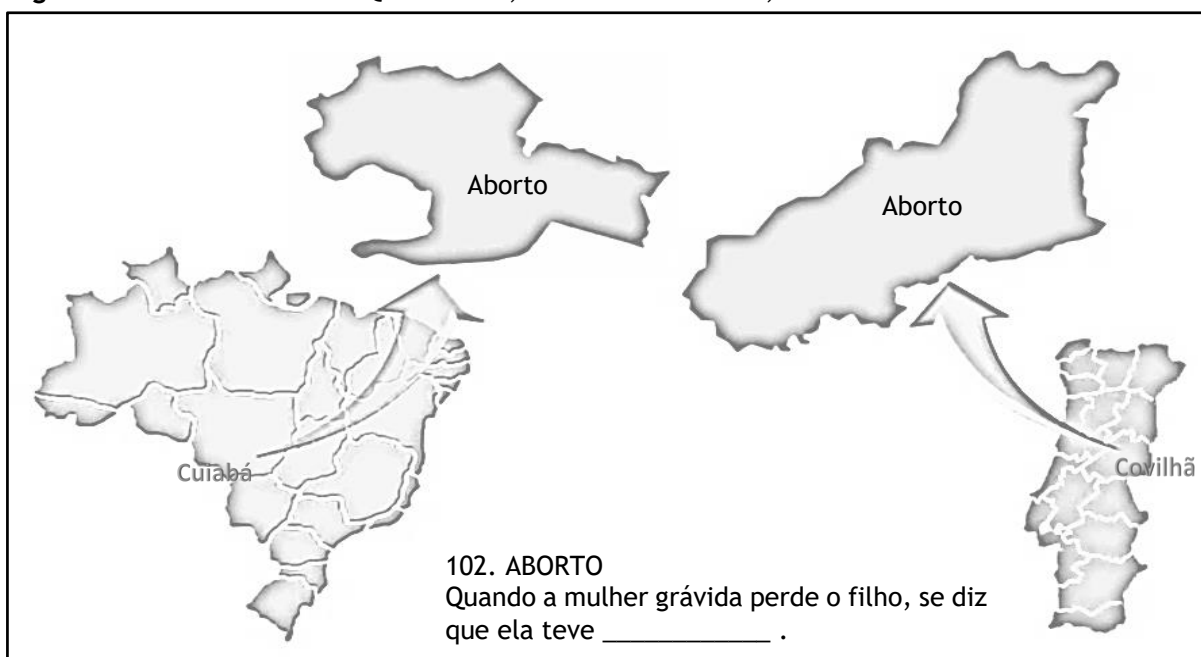 Aborto
Aborto
Cuiabá
Covilhã
102. ABORTO
Quando a mulher grávida perde o filho, se diz
que ela teve ____________ .